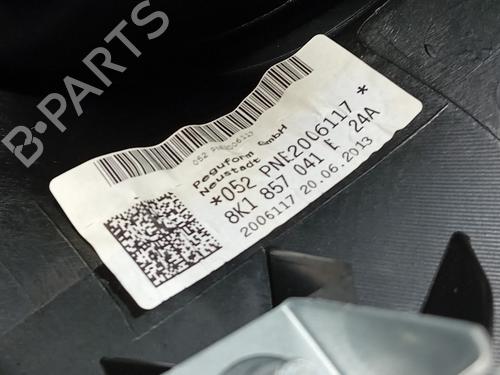 052 PNE2006117
Peguform GmbH
Neustadt
*052 PNE2006117 *
8K1 857 041 E 24A
2006117 20.06.2013
B-PARTS